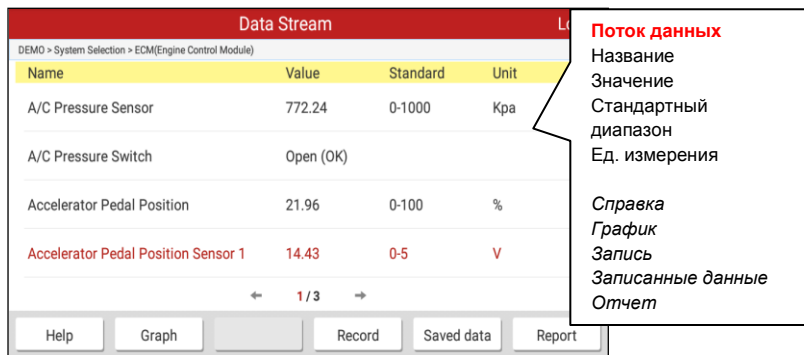 Data Stream
DEMO > System Selection > ECM(Engine Control Module)
Name Value Standard Unit
A/C Pressure Sensor 772.24 0-1000 Kpa
A/C Pressure Switch Open (OK)
Accelerator Pedal Position 21.96 0-100 %
Accelerator Pedal Position Sensor 1 14.43 0-5 V
← 1 / 3 →
Help Graph Record Saved data Report
Поток данных
Название
Значение
Стандартный
диапазон
Ед. измерения
Справка
График
Запись
Записанные данные
Отчет